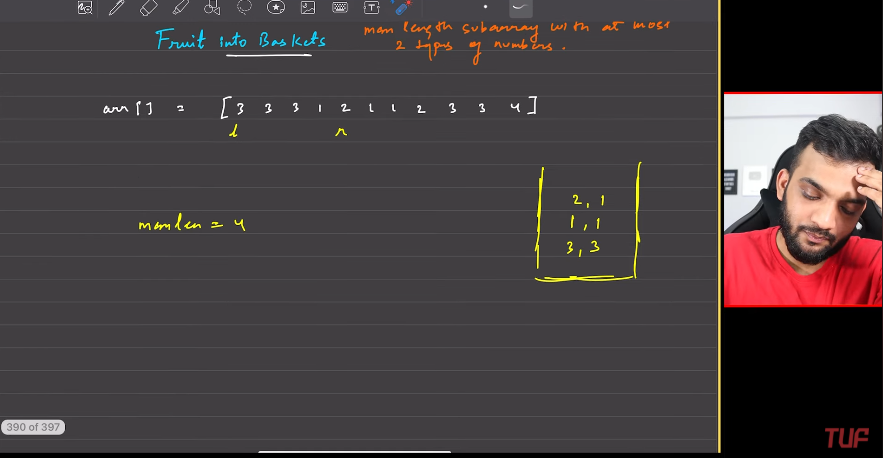 Fruit into Baskets
max length subarray with at most
2 types of numbers.
arr[] = [3 3 3 1 2 1 1 2 3 3 4]
l r
2, 1
1, 1
3, 3
maxlen = 4
390 of 397
TUF